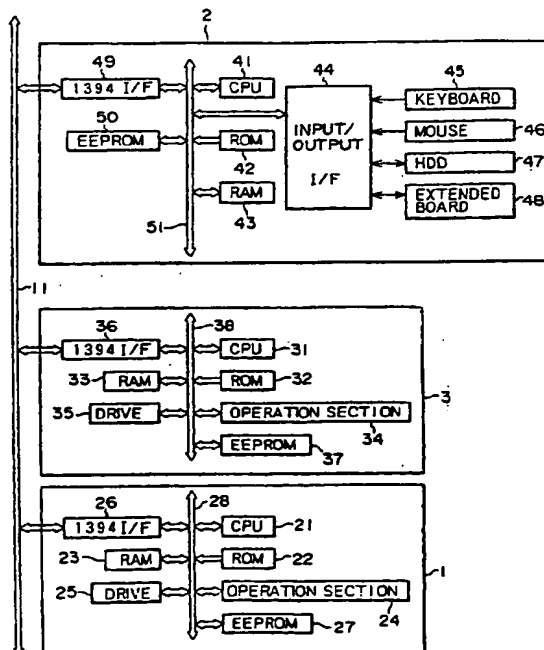 2
49
41
44
45
1394 I/F
CPU
KEYBOARD
50
INPUT/
OUTPUT
I/F
MOUSE
46
EEPROM
ROM
HDD
47
42
RAM
EXTENDED
BOARD
48
51
43
11
36
38
1394 I/F
CPU
31
33
RAM
ROM
32
3
35
DRIVE
OPERATION SECTION
34
EEPROM
37
26
28
1394 I/F
CPU
21
23
RAM
ROM
22
1
25
DRIVE
OPERATION SECTION
24
EEPROM
27